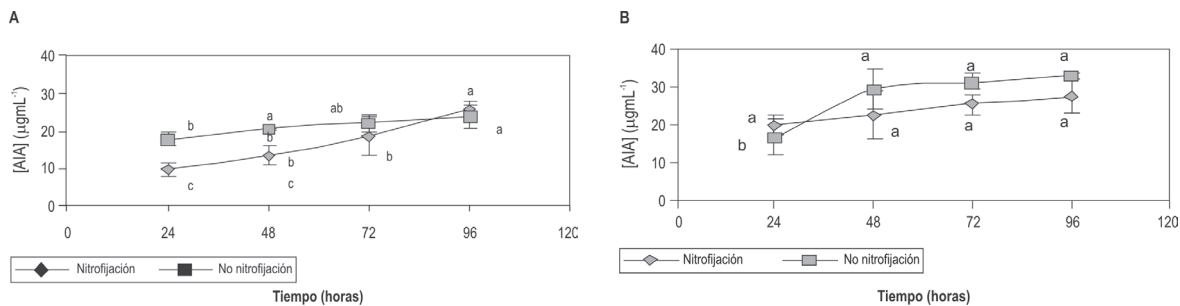 A
40
30
20
10
0
[AIA] (µgmL-1)
b
a
ab
a
b
a
c
b
c
b
0
24
48
72
96
120
Nitrofijación
No nitrofijación
Tiempo (horas)
B
40
30
20
10
0
[AIA] (µgmL-1)
a
a
a
a
b
a
a
a
0
24
48
72
96
120
Nitrofijación
No nitrofijación
Tiempo (horas)